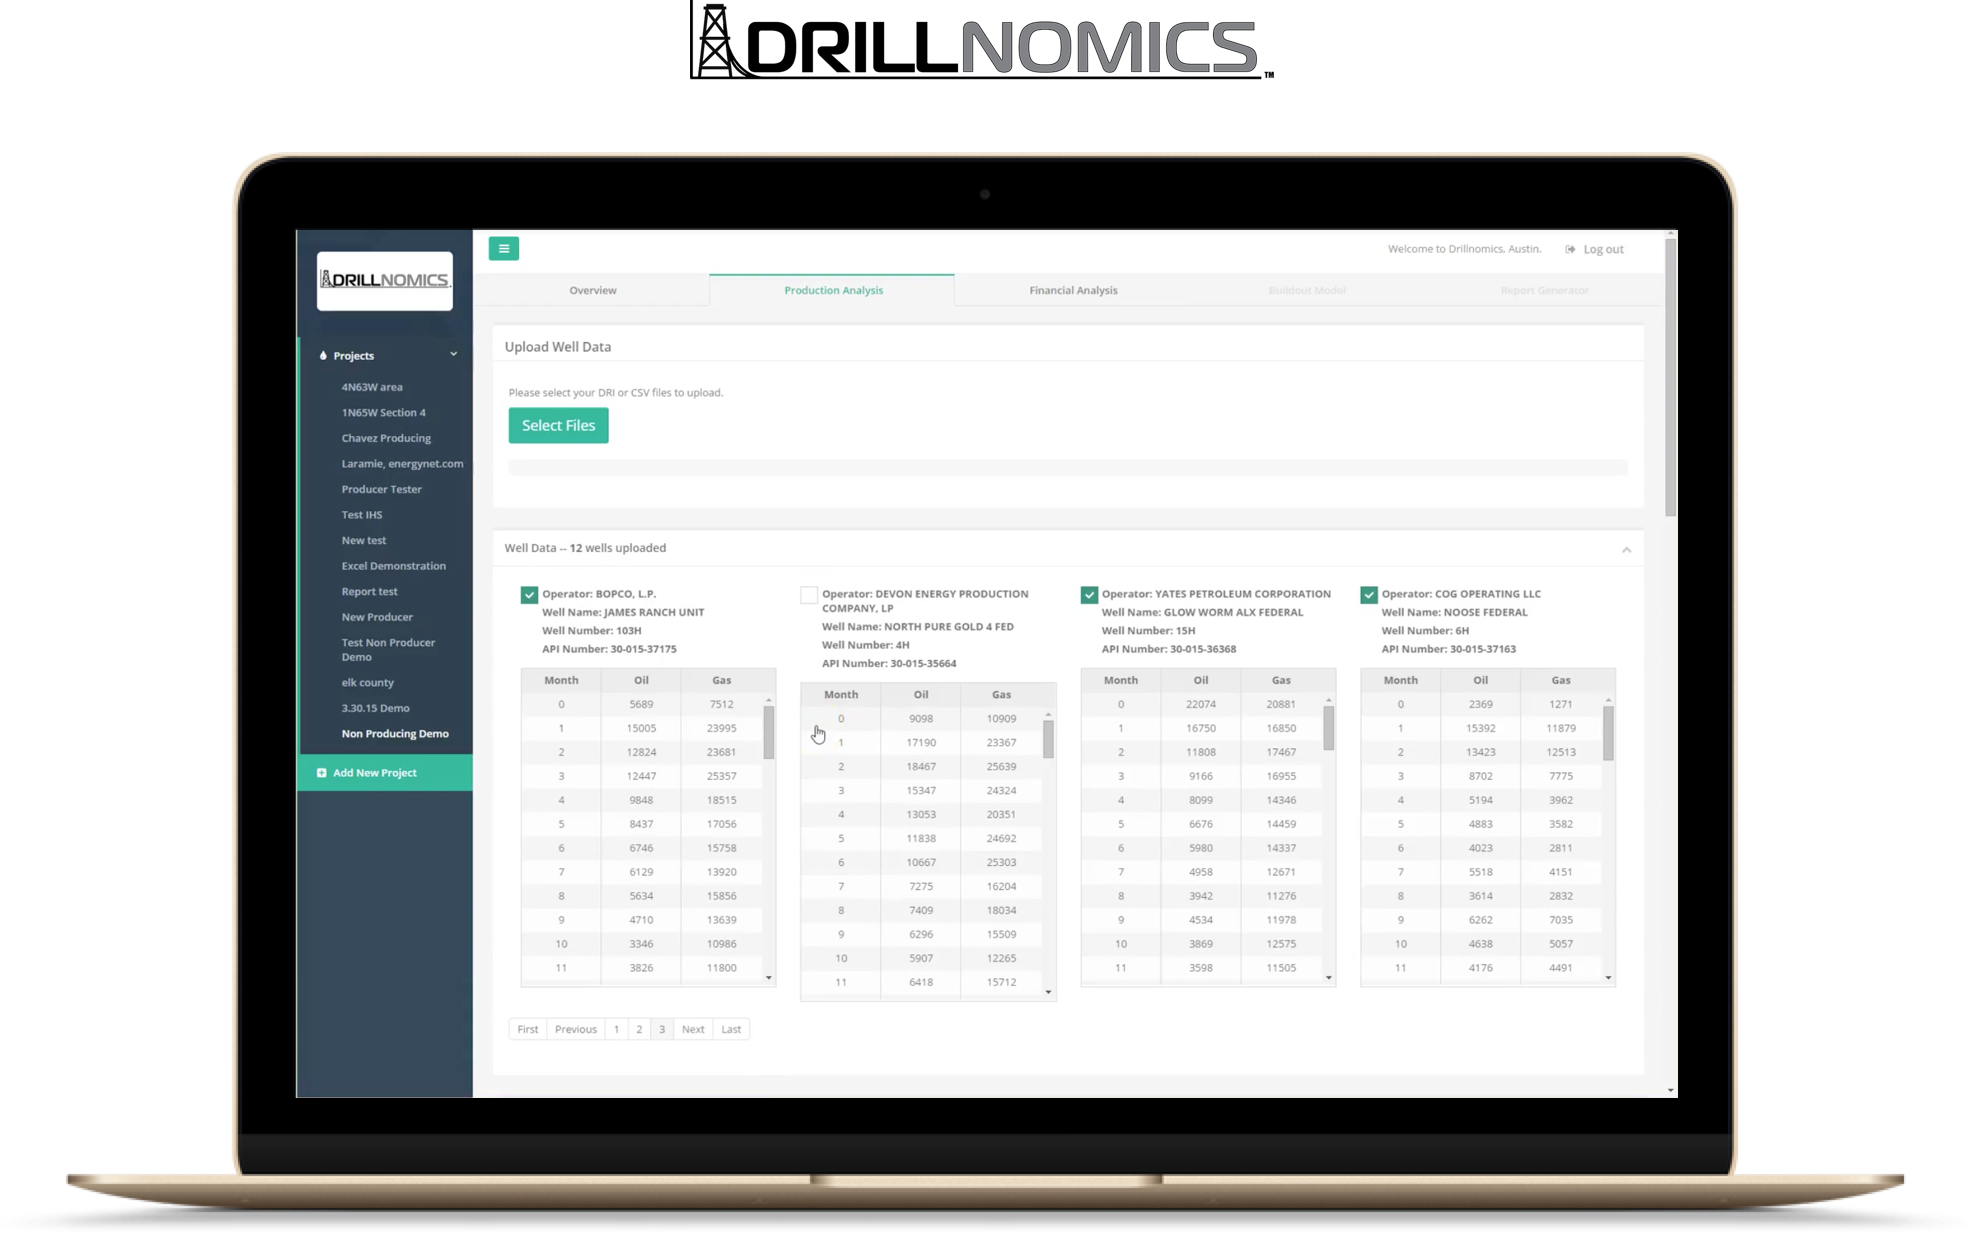 DRILLNOMICS™
DRILLNOMICS
Projects
4N63W area
1N65W Section 4
Chavez Producing
Laramie, energynet.com
Producer Tester
Test IHS
New test
Excel Demonstration
Report test
New Producer
Test Non Producer
Demo
elk county
3.30.15 Demo
Non Producing Demo
Add New Project
Welcome to Drillnomics, Austin. Log out
Overview Production Analysis Financial Analysis Buildout Model Report Generator
Upload Well Data
Please select your DRI or CSV files to upload.
Select Files
Well Data -- 12 wells uploaded
Operator: BOPCO, L.P.
Well Name: JAMES RANCH UNIT
Well Number: 103H
API Number: 30-015-37175
Month Oil Gas
0 5689 7512
1 15005 23995
2 12824 23681
3 12447 25357
4 9848 18515
5 8437 17056
6 6746 15758
7 6129 13920
8 5634 15856
9 4710 13639
10 3346 10986
11 3826 11800
Operator: DEVON ENERGY PRODUCTION
COMPANY, LP
Well Name: NORTH PURE GOLD 4 FED
Well Number: 4H
API Number: 30-015-35664
Month Oil Gas
0 9098 10909
1 17190 23367
2 18467 25639
3 15347 24324
4 13053 20351
5 11838 24692
6 10667 25303
7 7275 16204
8 7409 18034
9 6296 15509
10 5907 12265
11 6418 15712
Operator: YATES PETROLEUM CORPORATION
Well Name: GLOW WORM ALX FEDERAL
Well Number: 15H
API Number: 30-015-36368
Month Oil Gas
0 22074 20881
1 16750 16850
2 11808 17467
3 9166 16955
4 8099 14346
5 6676 14459
6 5980 14337
7 4958 12671
8 3942 11276
9 4534 11978
10 3869 12575
11 3598 11505
Operator: COG OPERATING LLC
Well Name: NOOSE FEDERAL
Well Number: 6H
API Number: 30-015-37163
Month Oil Gas
0 2369 1271
1 15392 11879
2 13423 12513
3 8702 7775
4 5194 3962
5 4883 3582
6 4023 2811
7 5518 4151
8 3614 2832
9 6262 7035
10 4638 5057
11 4176 4491
First Previous 1 2 3 Next Last